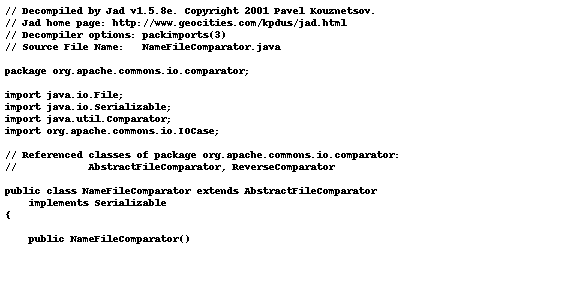 // Decompiled by Jad v1.5.8e. Copyright 2001 Pavel Kouznetsov.
// Jad home page: http://www.geocities.com/kpdus/jad.html
// Decompiler options: packimports(3)
// Source File Name:   NameFileComparator.java

package org.apache.commons.io.comparator;

import java.io.File;
import java.io.Serializable;
import java.util.Comparator;
import org.apache.commons.io.IOCase;

// Referenced classes of package org.apache.commons.io.comparator:
//            AbstractFileComparator, ReverseComparator

public class NameFileComparator extends AbstractFileComparator
    implements Serializable
{

    public NameFileComparator()